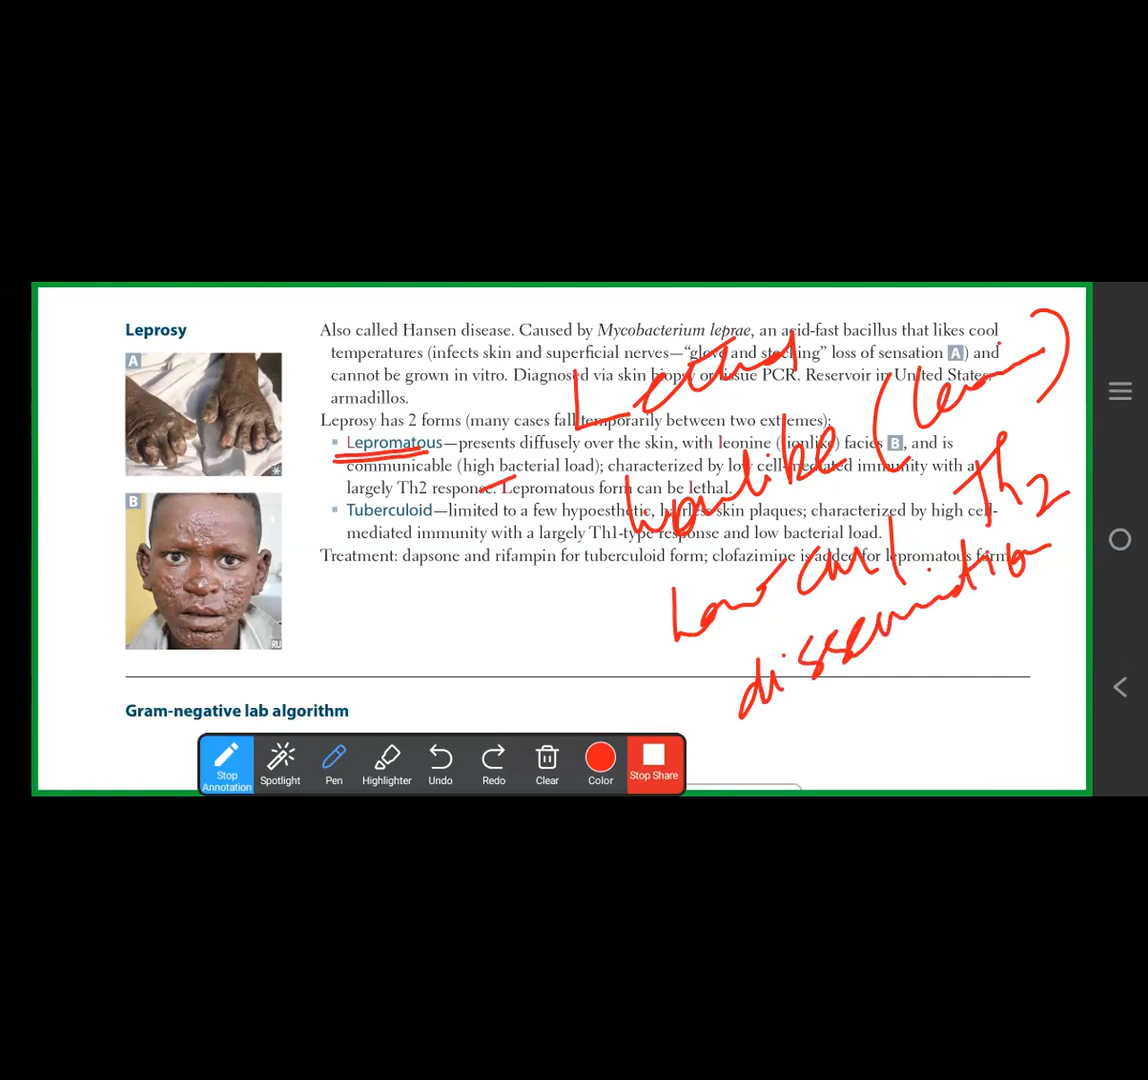 Leprosy
A
B
RU
Also called Hansen disease. Caused by Mycobacterium leprae, an acid-fast bacillus that likes cool
temperatures (infects skin and superficial nerves—“glove and stocking” loss of sensation A) and
cannot be grown in vitro. Diagnosed via skin biopsy or tissue PCR. Reservoir in United States:
armadillos.
Leprosy has 2 forms (many cases fall temporarily between two extremes):
▪ Lepromatous—presents diffusely over the skin, with leonine (lionlike) facies B, and is
communicable (high bacterial load); characterized by low cell-mediated immunity with a
largely Th2 response. Lepromatous form can be lethal.
▪ Tuberculoid—limited to a few hypoesthetic, hairless skin plaques; characterized by high cell-
mediated immunity with a largely Th1-type response and low bacterial load.
Treatment: dapsone and rifampin for tuberculoid form; clofazimine is added for lepromatous form.
Lethal
Lionlike
Th2
Low
dissemination
Gram-negative lab algorithm
Stop Annotation
Spotlight
Pen
Highlighter
Undo
Redo
Clear
Color
Stop Share